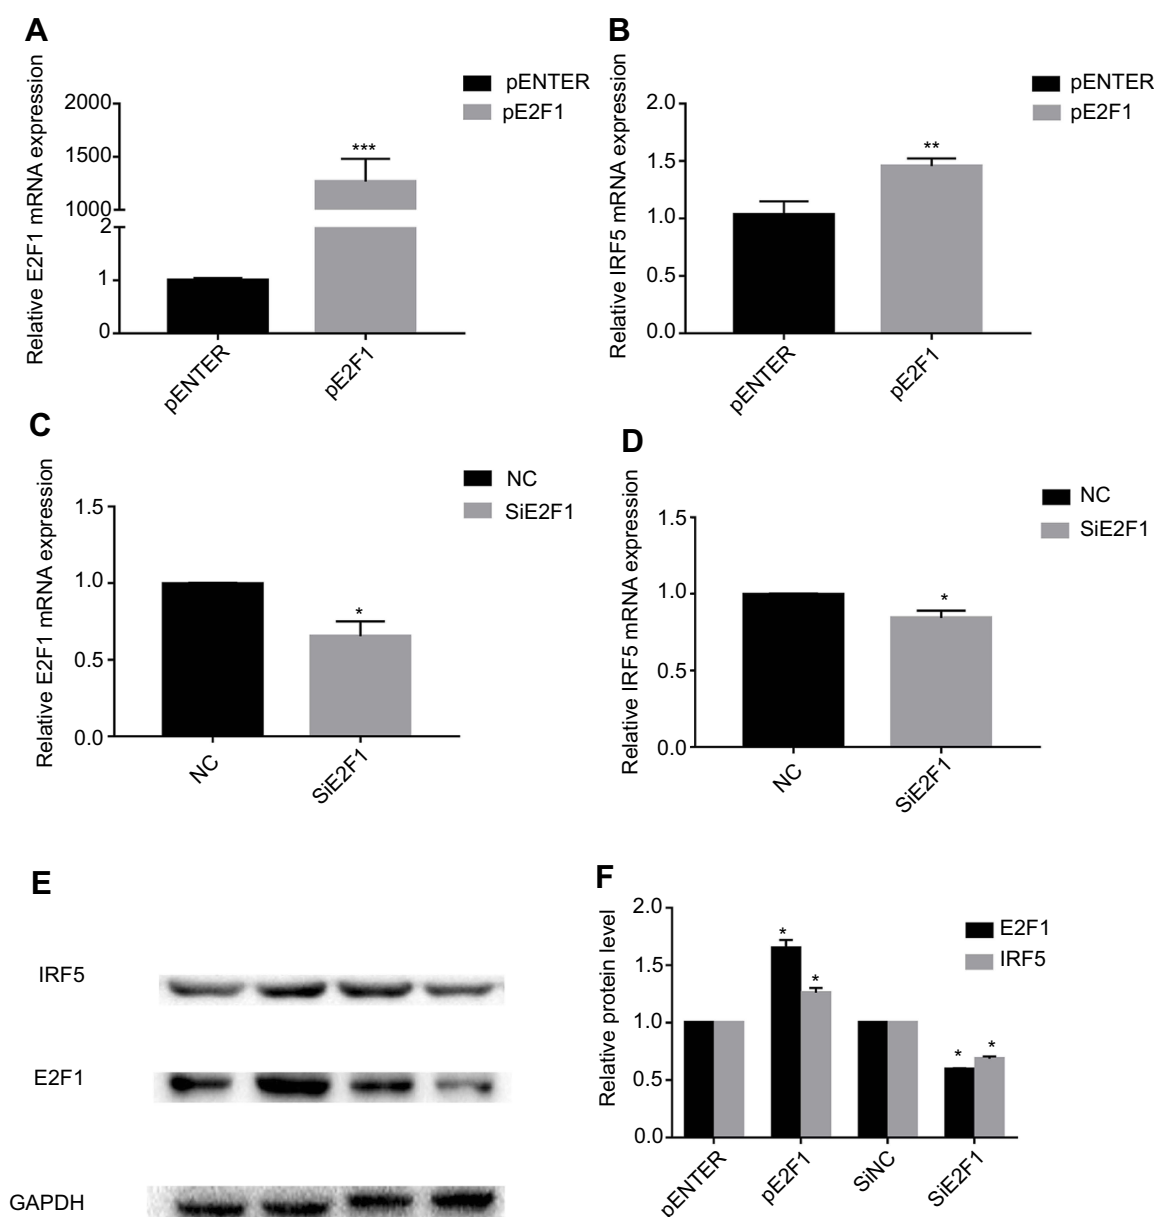 A
Relative E2F1 mRNA expression
2000
1500
1000
2
1
0
***
pENTER
pE2F1
pENTER
pE2F1
B
Relative IRF5 mRNA expression
2.0
1.5
1.0
0.5
0.0
**
pENTER
pE2F1
pENTER
pE2F1
C
Relative E2F1 mRNA expression
1.5
1.0
0.5
0.0
*
NC
SiE2F1
NC
SiE2F1
D
Relative IRF5 mRNA expression
1.5
1.0
0.5
0.0
*
NC
SiE2F1
NC
SiE2F1
E
IRF5
E2F1
GAPDH
F
Relative protein level
2.0
1.5
1.0
0.5
0.0
*
*
*
*
E2F1
IRF5
pENTER
pE2F1
SiNC
SiE2F1